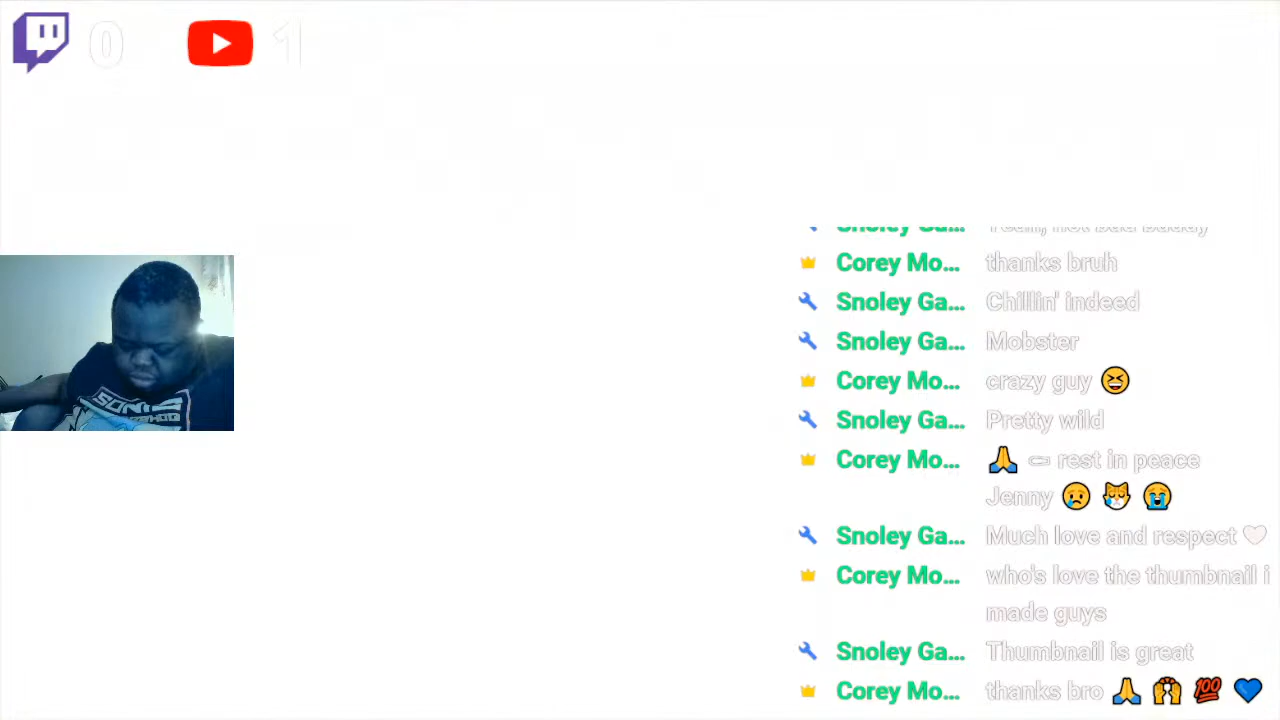 0
1
Corey Mo... thanks bruh
Snoley Ga... Chillin' indeed
Snoley Ga... Mobster
Corey Mo... crazy guy 😆
Snoley Ga... Pretty wild
Corey Mo... 🙏 ⚰ rest in peace
Jenny 😢 😿 😭
Snoley Ga... Much love and respect 🤍
Corey Mo... who's love the thumbnail i
made guys
Snoley Ga... Thumbnail is great
Corey Mo... thanks bro 🙏 🙌 💯 💙
SONIC